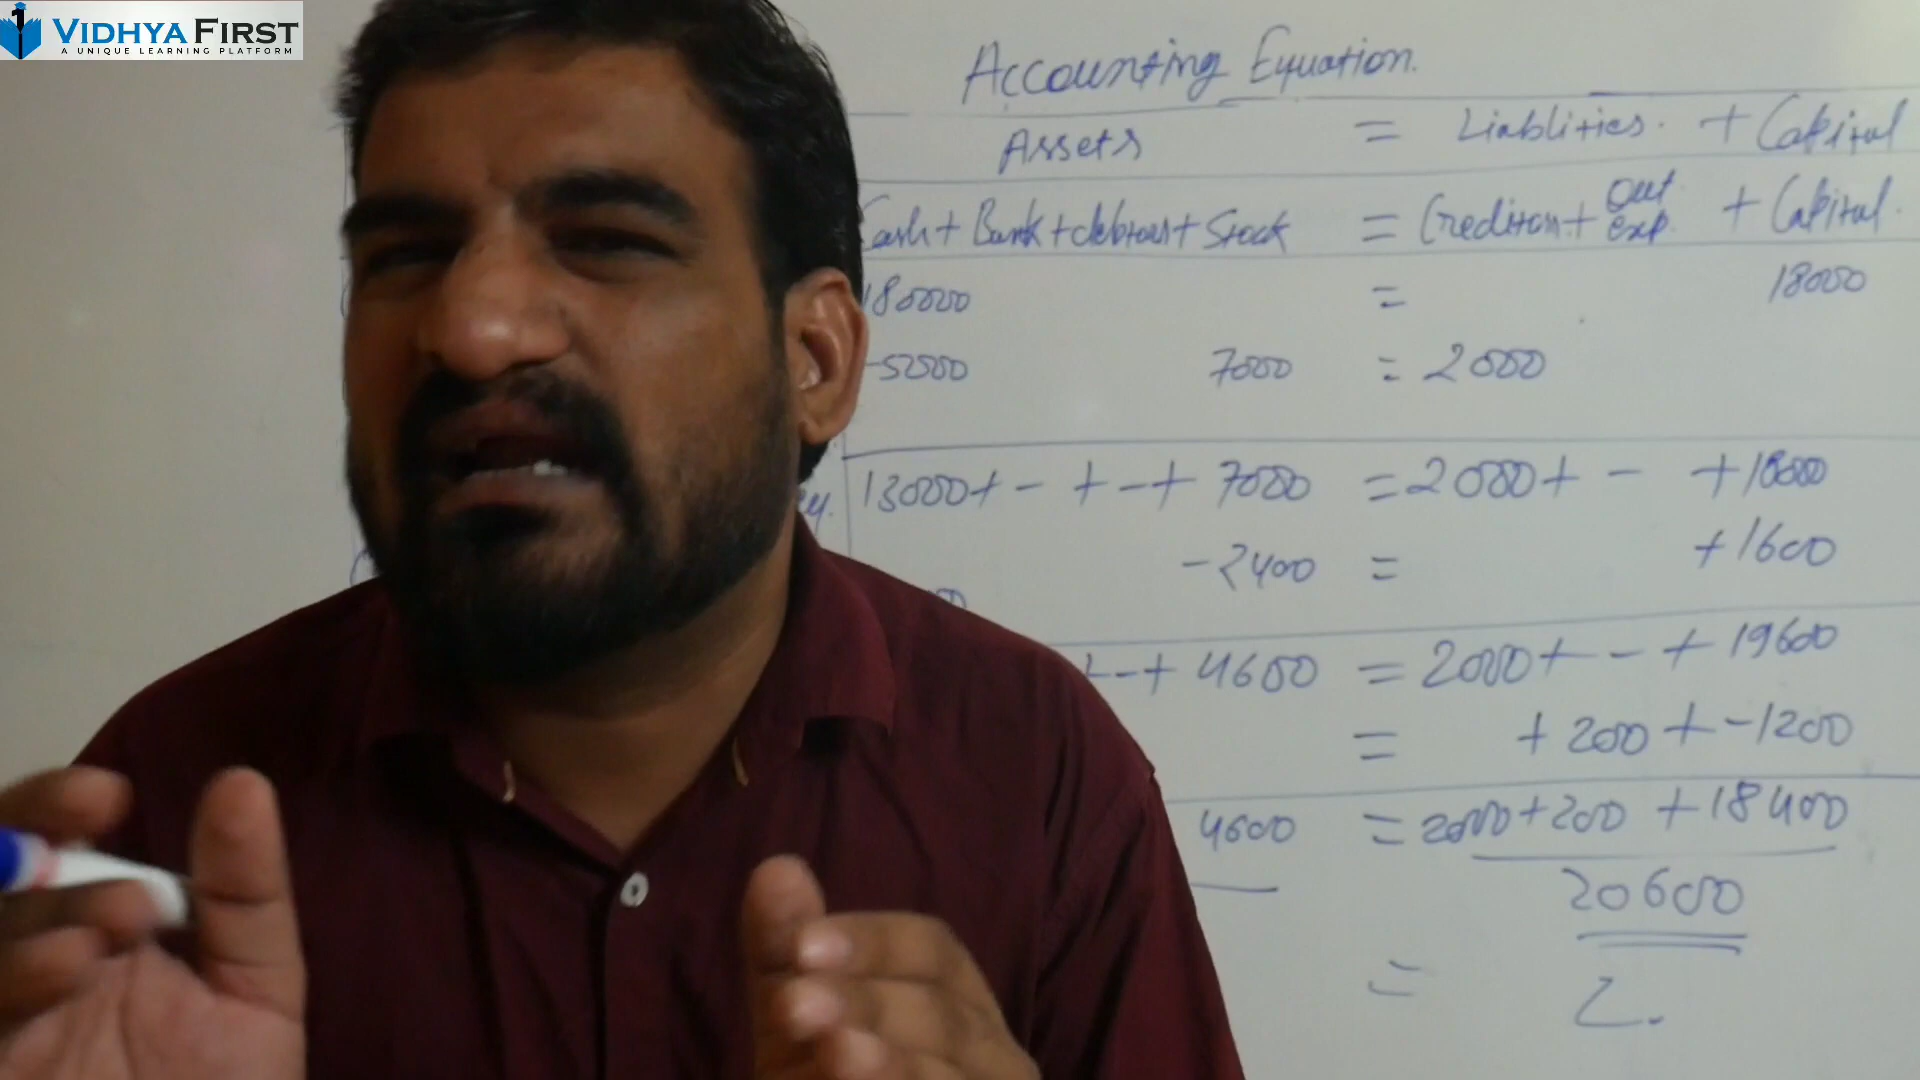 1
VIDHYA FIRST
A UNIQUE LEARNING PLATFORM
Accounting Equation.
Assets = Liablities. + Capital
Cash + Bank + debtors + Stock = Creditors + out exp. + Capital.
180000 = 18000
-5000 7000 = 2000
13000 + - + - + 7000 = 2000 + - + 18000
-2400 = +1600
- + 4600 = 2000 + - + 19600
= +200 + -1200
4600 = 2000 + 200 + 18400
20600
=